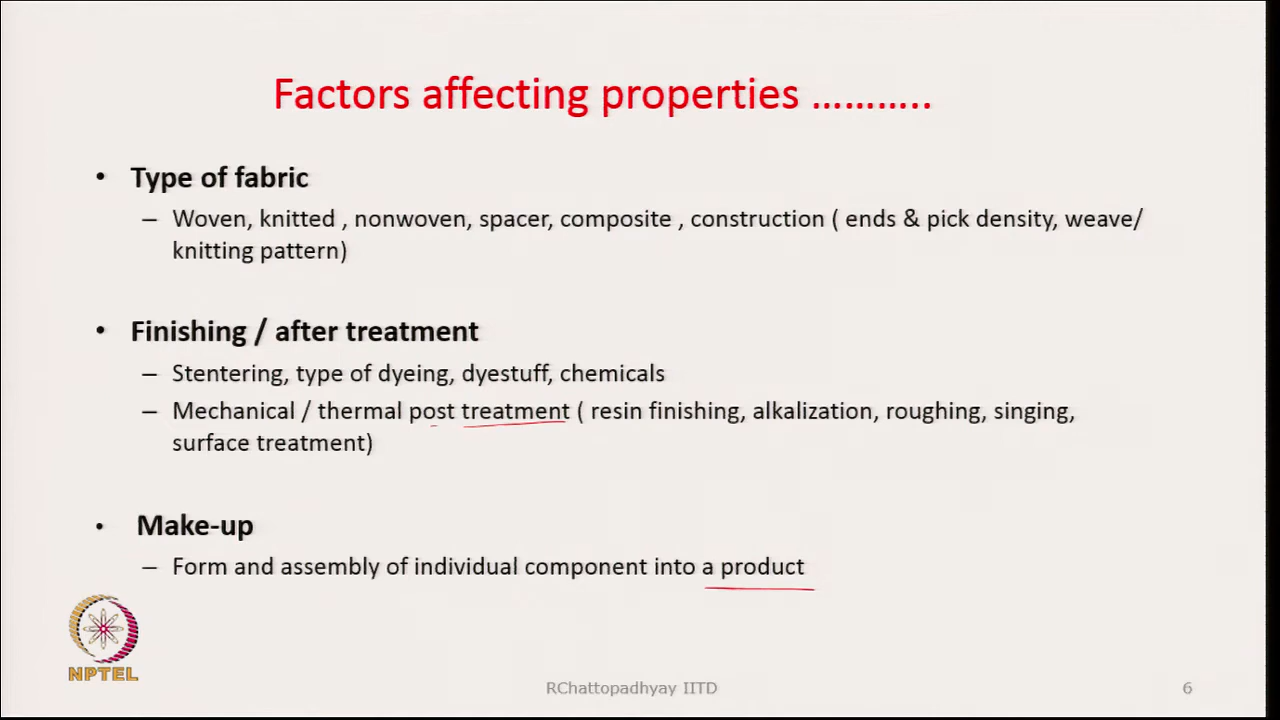 Factors affecting properties ………..
• Type of fabric
– Woven, knitted , nonwoven, spacer, composite , construction ( ends & pick density, weave/
knitting pattern)
• Finishing / after treatment
– Stentering, type of dyeing, dyestuff, chemicals
– Mechanical / thermal post treatment ( resin finishing, alkalization, roughing, singing,
surface treatment)
• Make-up
– Form and assembly of individual component into a product
NPTEL
RChattopadhyay IITD
6